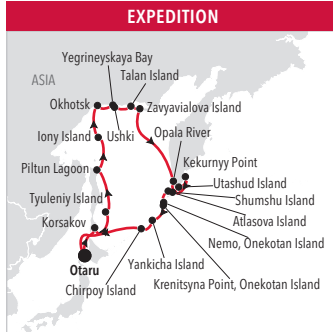 EXPEDITION
Yegrineyskaya Bay
ASIA
Talan Island
Okhotsk
Zavyavialova Island
Iony Island
Ushki
Opala River
Kekurnyy Point
Piltun Lagoon
Utashud Island
Shumshu Island
Tyuleniy Island
Atlasova Island
Korsakov
Nemo, Onekotan Island
Otaru
Yankicha Island
Krenitsyna Point, Onekotan Island
Chirpoy Island